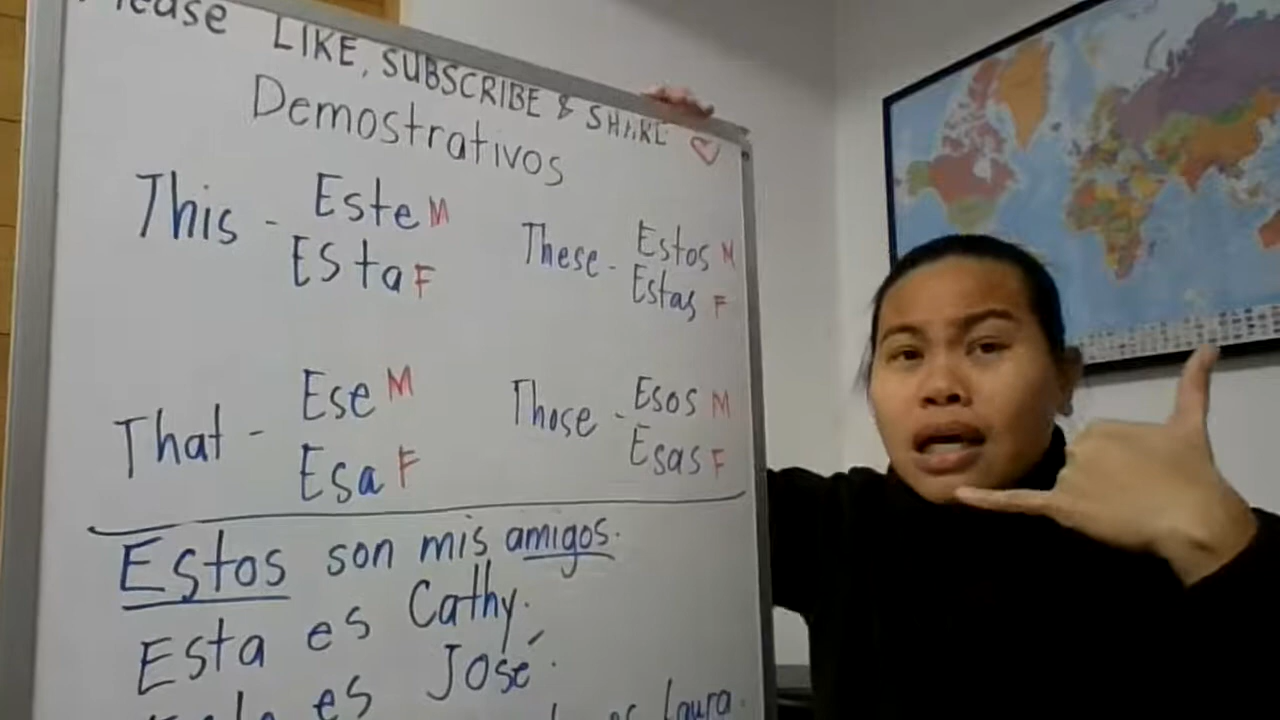 Please LIKE, SUBSCRIBE & SHARE
Demostrativos
This - Este M
Esta F
These - Estos M
Estas F
That - Ese M
Esa F
Those - Esos M
Esas F
Estos son mis amigos.
Esta es Cathy.
es José.
Laura.